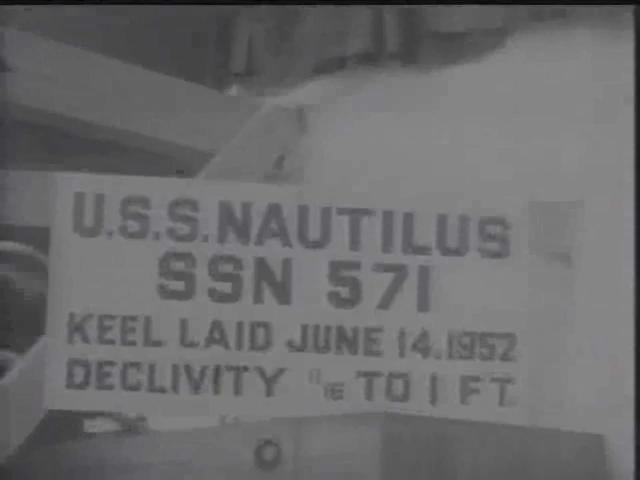 U.S.S. NAUTILUS
SSN 571
KEEL LAID JUNE 14. 1952
DECLIVITY TO 1 FT